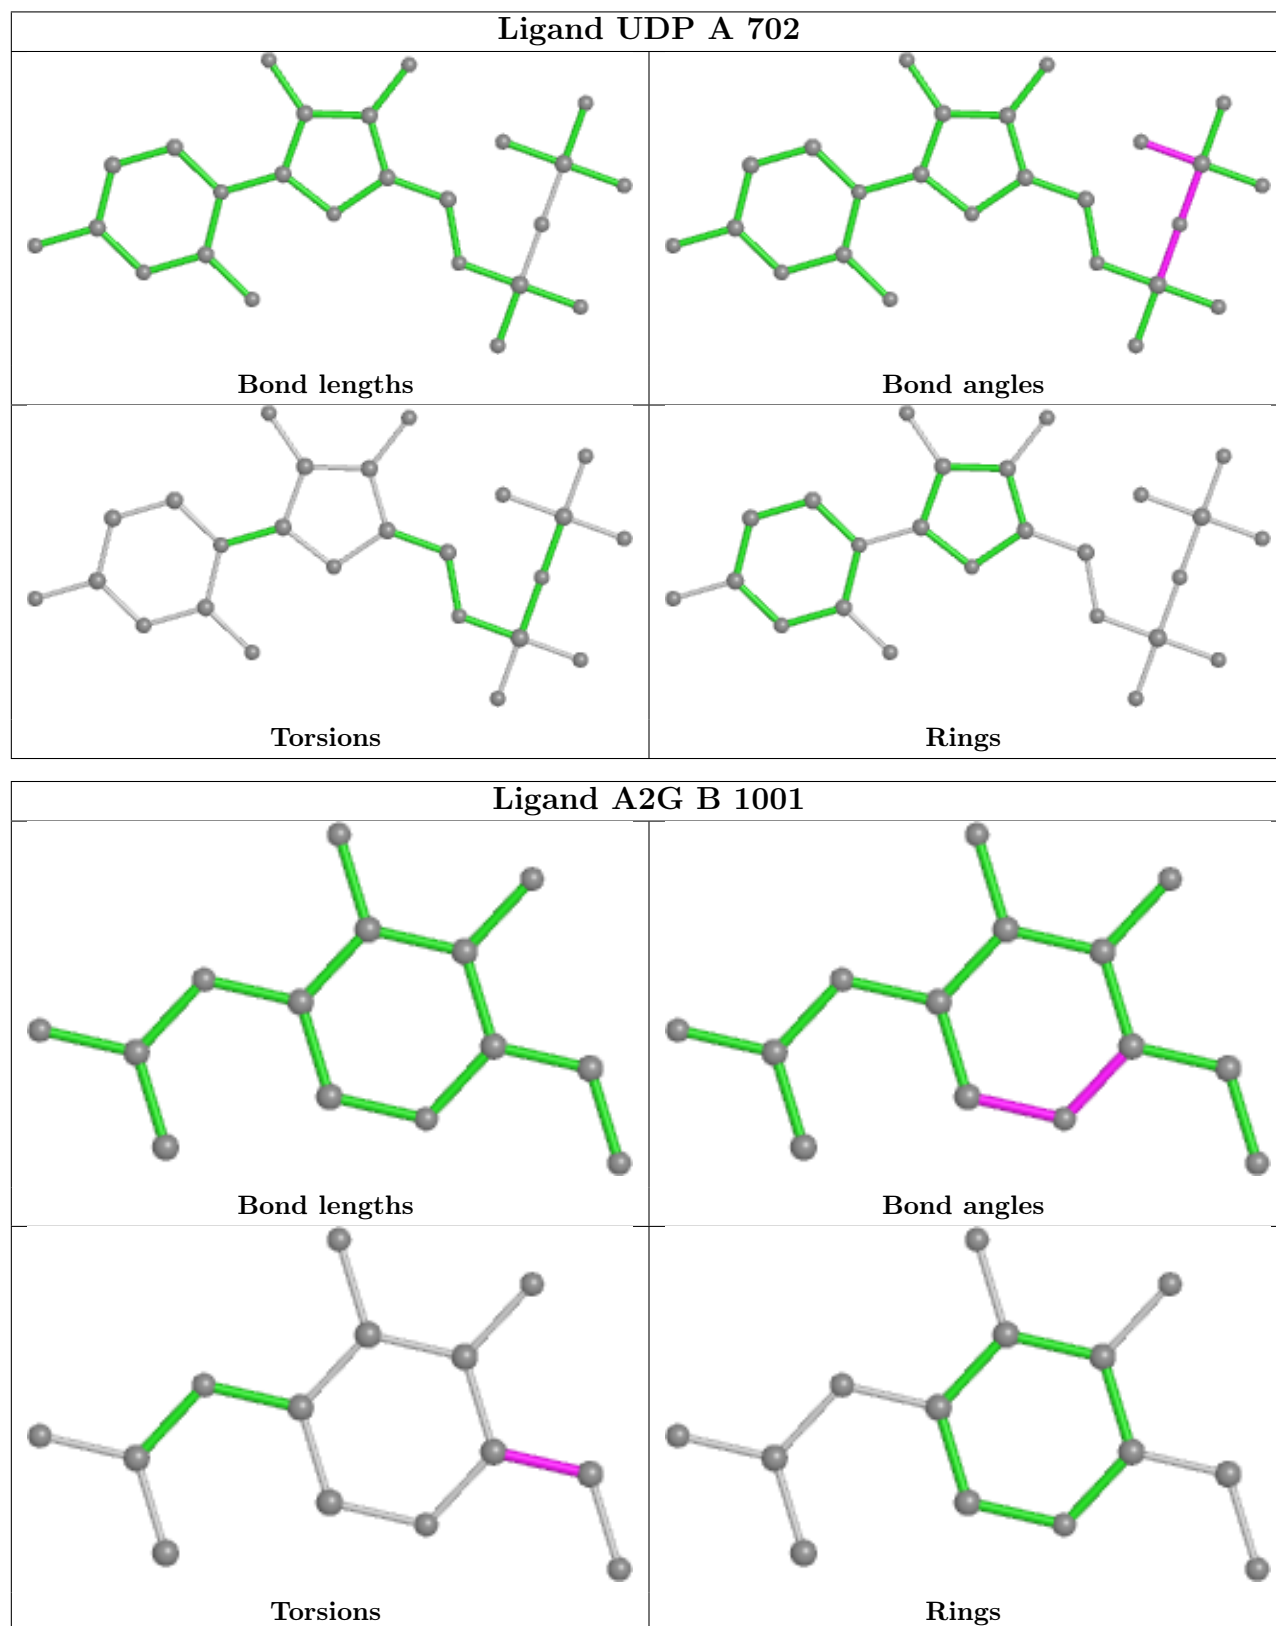 Ligand UDP A 702
Bond lengths
Bond angles
Torsions
Rings
Ligand A2G B 1001
Bond lengths
Bond angles
Torsions
Rings